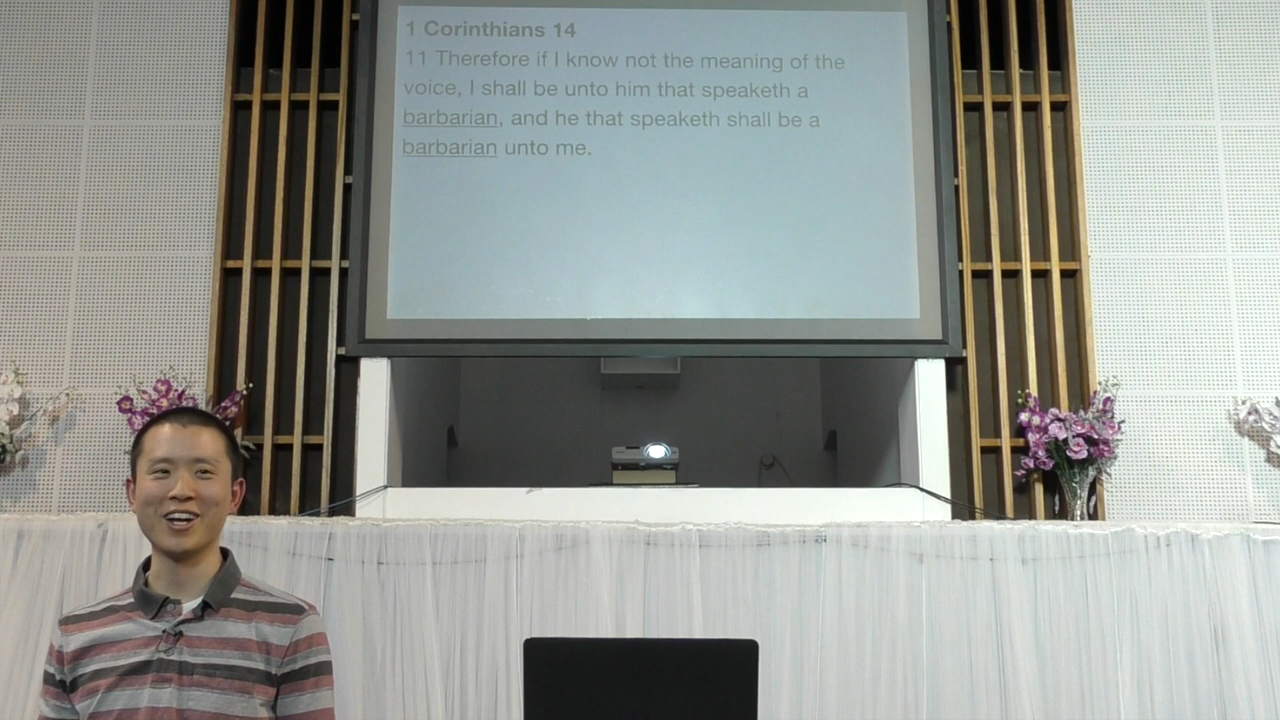 1 Corinthians 14
11 Therefore if I know not the meaning of the
voice, I shall be unto him that speaketh a
barbarian, and he that speaketh shall be a
barbarian unto me.